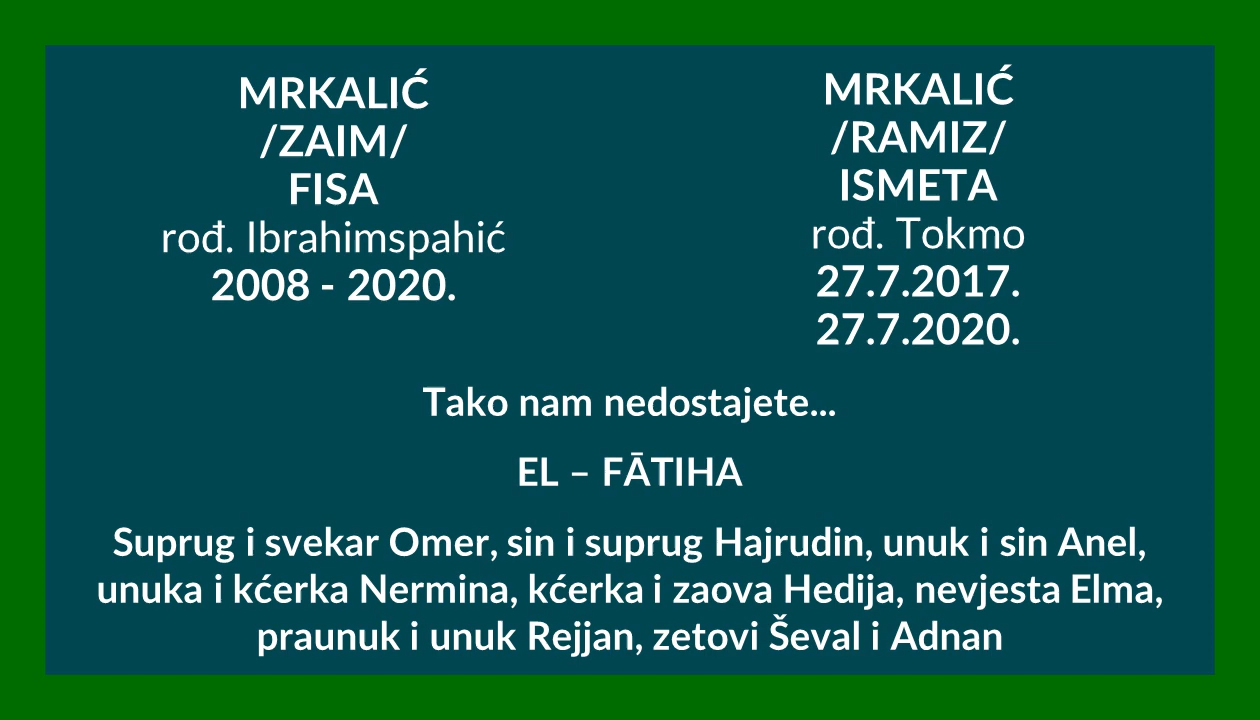 MRKALIĆ
/ZAIM/
FISA
rođ. Ibrahimspahić
2008 - 2020.
MRKALIĆ
/RAMIZ/
ISMETA
rođ. Tokmo
27.7.2017.
27.7.2020.
Tako nam nedostajete...
EL – FĀTIHA
Suprug i svekar Omer, sin i suprug Hajrudin, unuk i sin Anel,
unuka i kćerka Nermina, kćerka i zaova Hedija, nevjesta Elma,
praunuk i unuk Rejjan, zetovi Ševal i Adnan